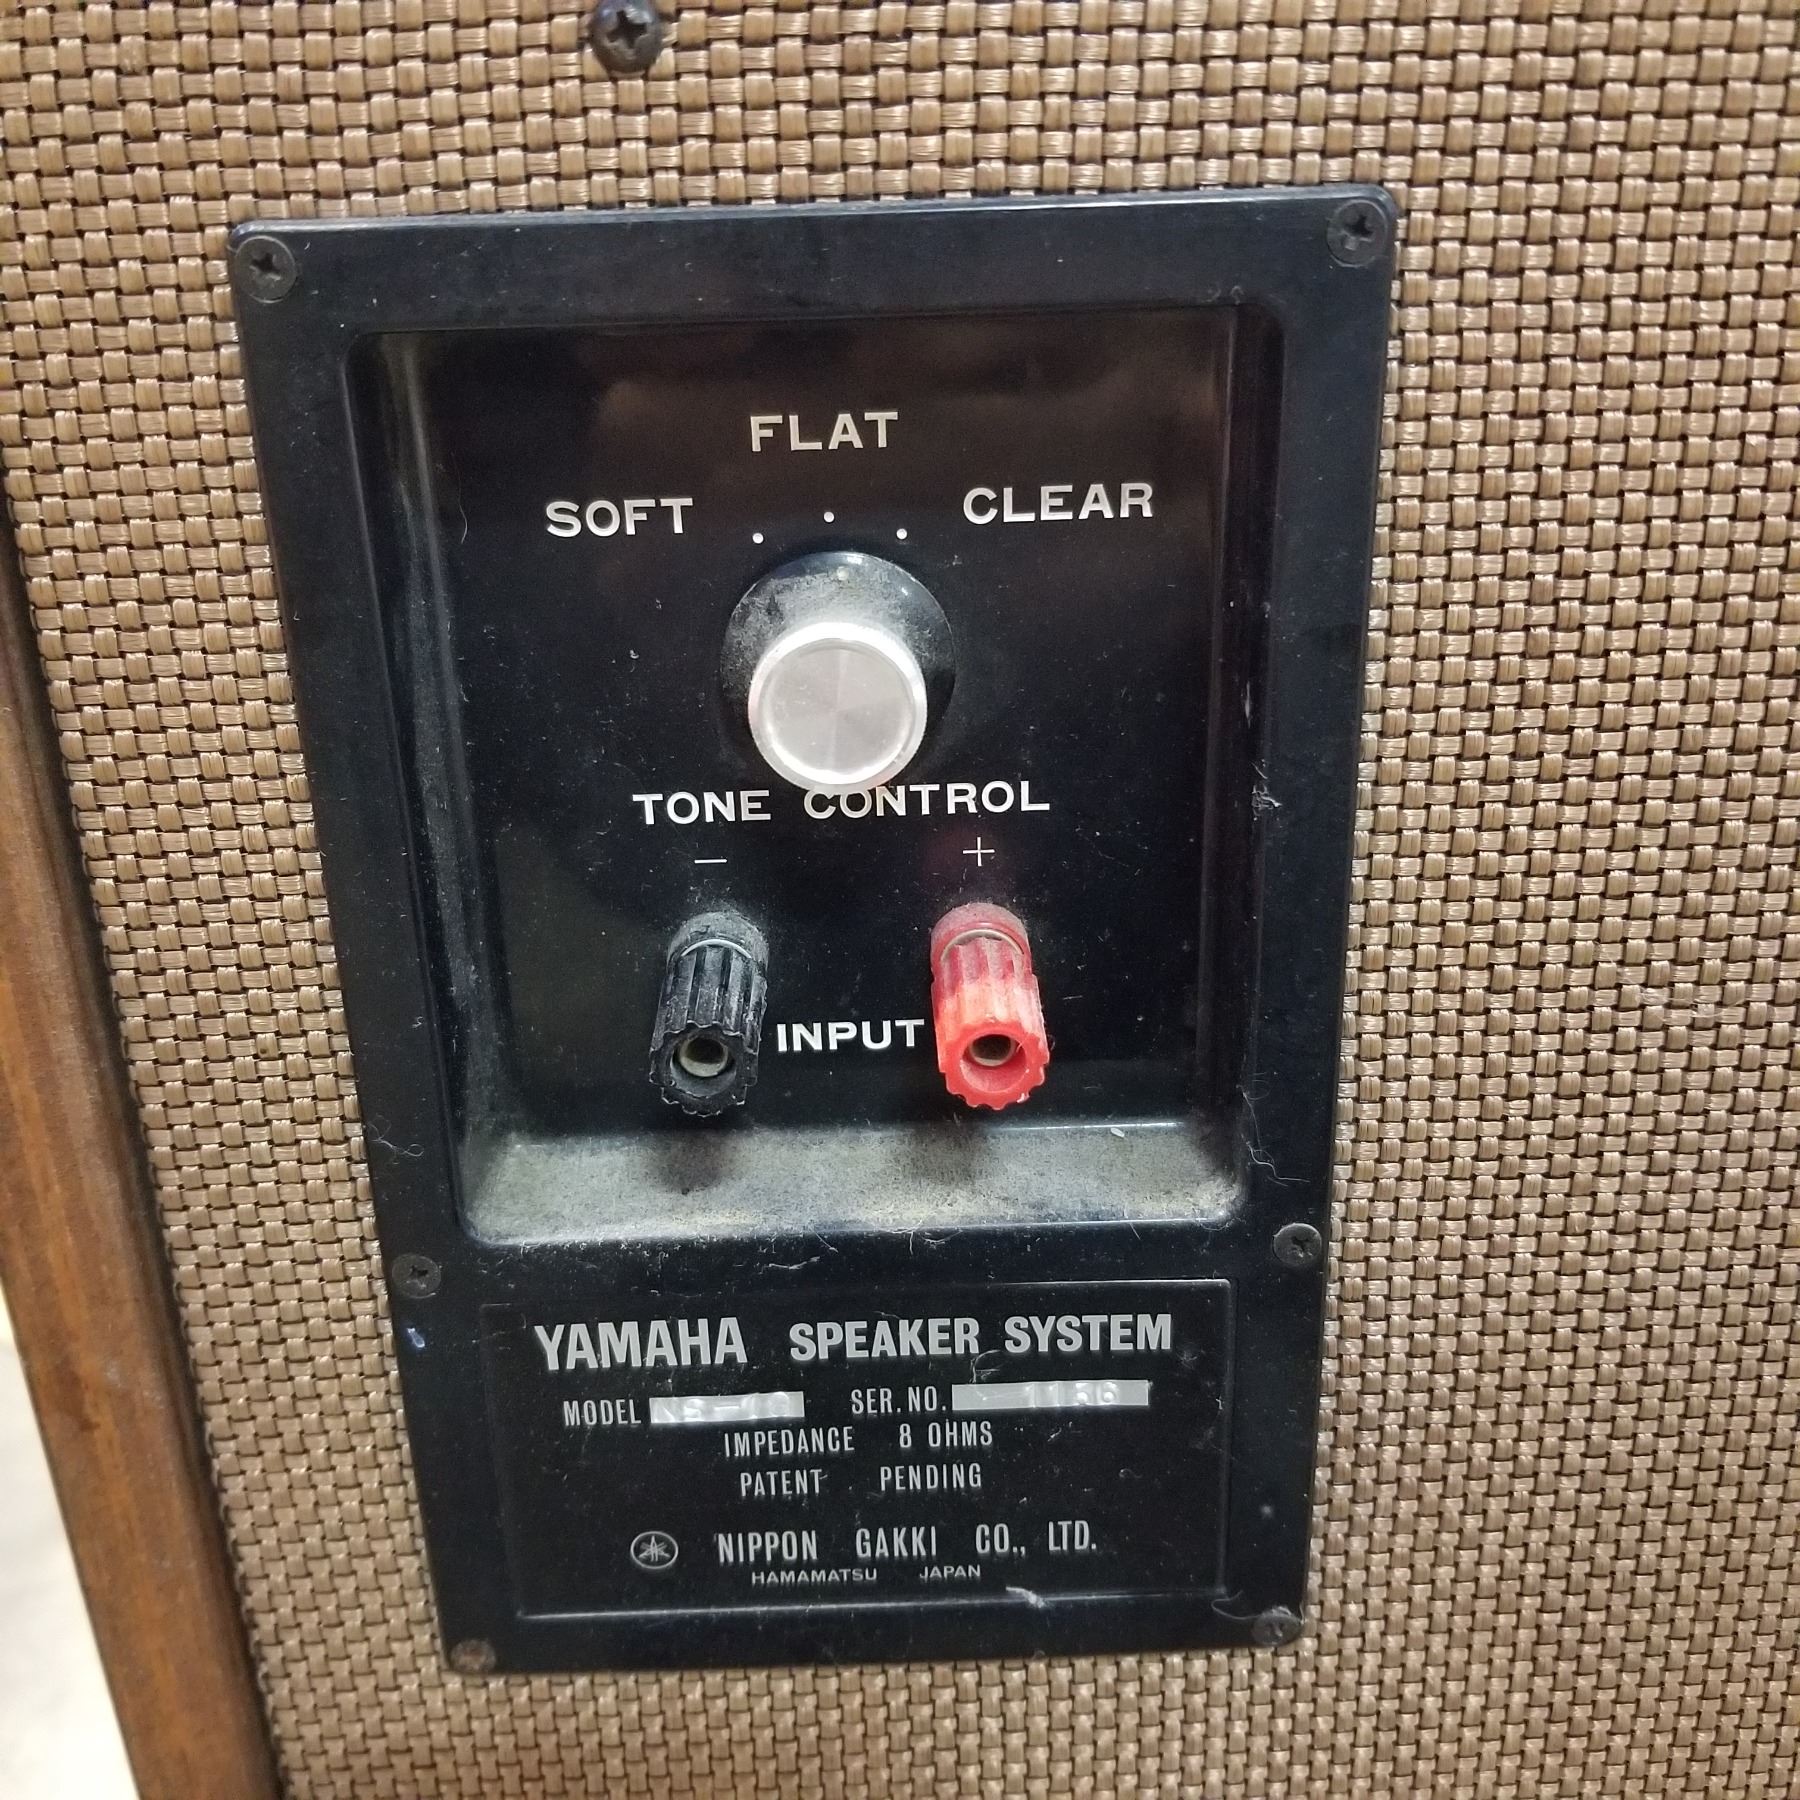 FLAT
SOFT CLEAR
TONE CONTROL
– +
INPUT
YAMAHA SPEAKER SYSTEM
MODEL SER. NO. 1156
IMPEDANCE 8 OHMS
PATENT PENDING
NIPPON GAKKI CO., LTD.
HAMAMATSU JAPAN